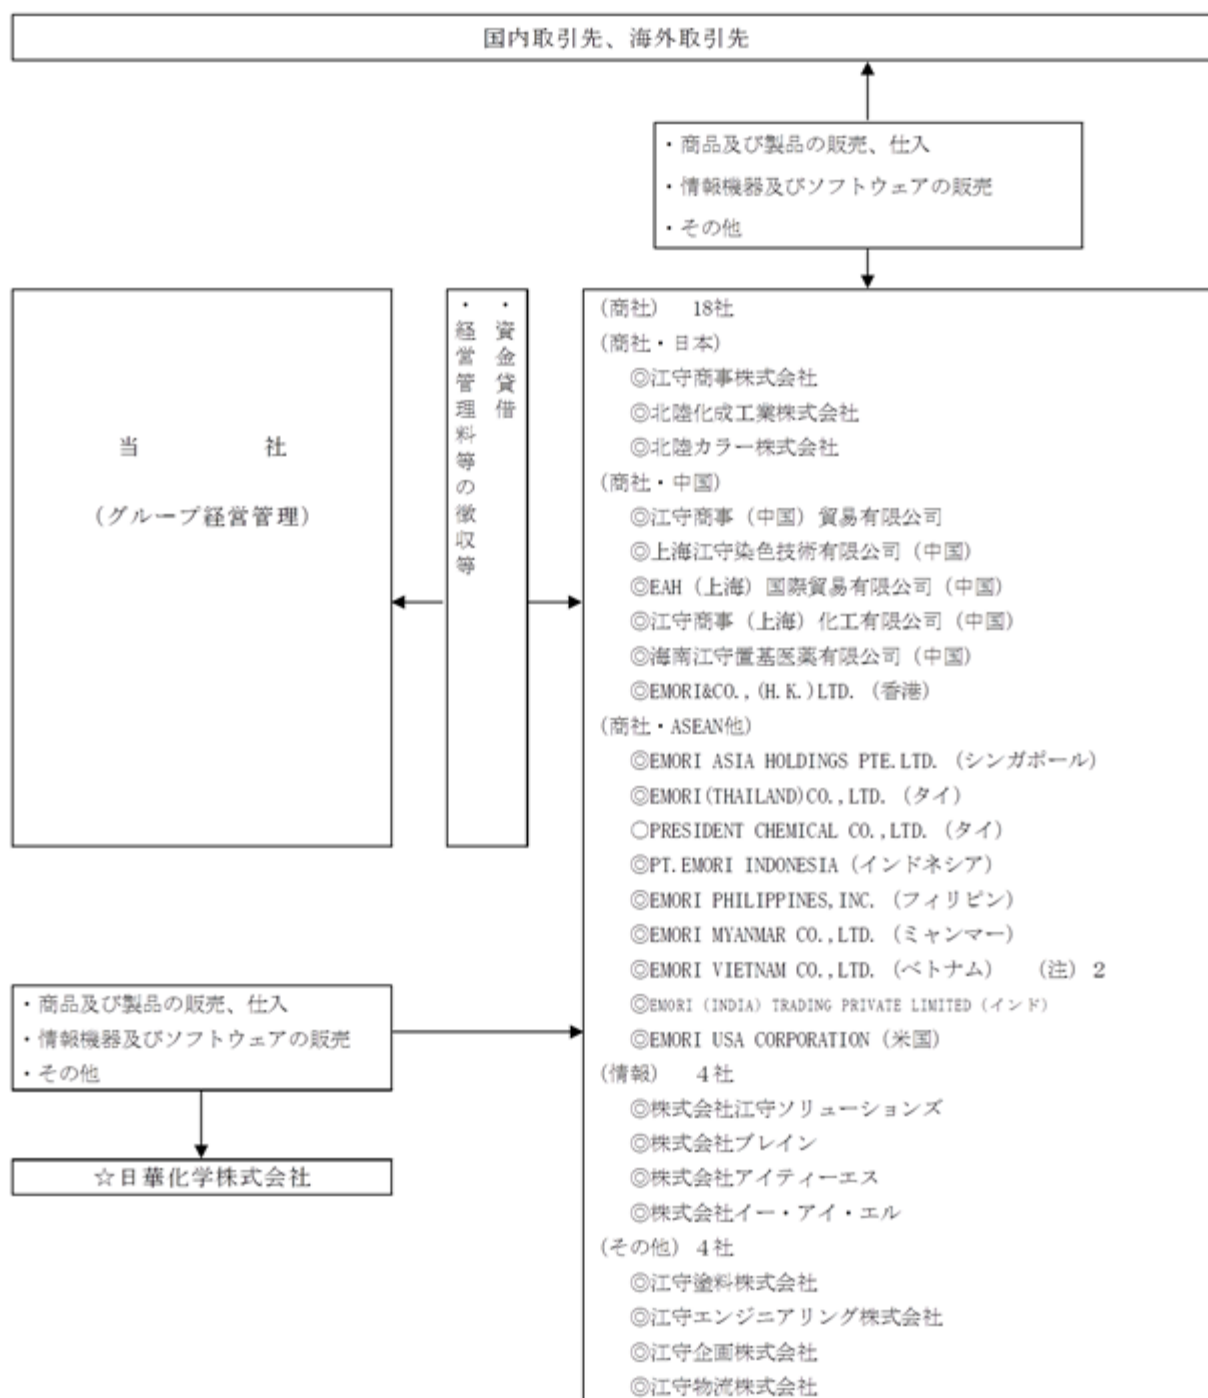 国内取引先、海外取引先
・商品及び製品の販売、仕入
・情報機器及びソフトウェアの販売
・その他
当　　社
(グループ経営管理)
・資金貸借
・経営管理料等の徴収等
(商社)　18社
(商社・日本)
◎江守商事株式会社
◎北陸化成工業株式会社
◎北陸カラー株式会社
(商社・中国)
◎江守商事（中国）貿易有限公司
◎上海江守染色技術有限公司（中国）
◎EAH（上海）国際貿易有限公司（中国）
◎江守商事（上海）化工有限公司（中国）
◎海南江守置基医薬有限公司（中国）
◎EMORI&CO.,(H.K.)LTD.（香港）
(商社・ASEAN他)
◎EMORI ASIA HOLDINGS PTE.LTD.（シンガポール）
◎EMORI(THAILAND)CO.,LTD.（タイ）
○PRESIDENT CHEMICAL CO.,LTD.（タイ）
◎PT.EMORI INDONESIA（インドネシア）
◎EMORI PHILIPPINES,INC.（フィリピン）
◎EMORI MYANMAR CO.,LTD.（ミャンマー）
◎EMORI VIETNAM CO.,LTD.（ベトナム）　（注）2
◎EMORI (INDIA) TRADING PRIVATE LIMITED（インド）
◎EMORI USA CORPORATION（米国）
(情報)　4社
◎株式会社江守ソリューションズ
◎株式会社ブレイン
◎株式会社アイティーエス
◎株式会社イー・アイ・エル
(その他) 4社
◎江守塗料株式会社
◎江守エンジニアリング株式会社
◎江守企画株式会社
◎江守物流株式会社
・商品及び製品の販売、仕入
・情報機器及びソフトウェアの販売
・その他
☆日華化学株式会社